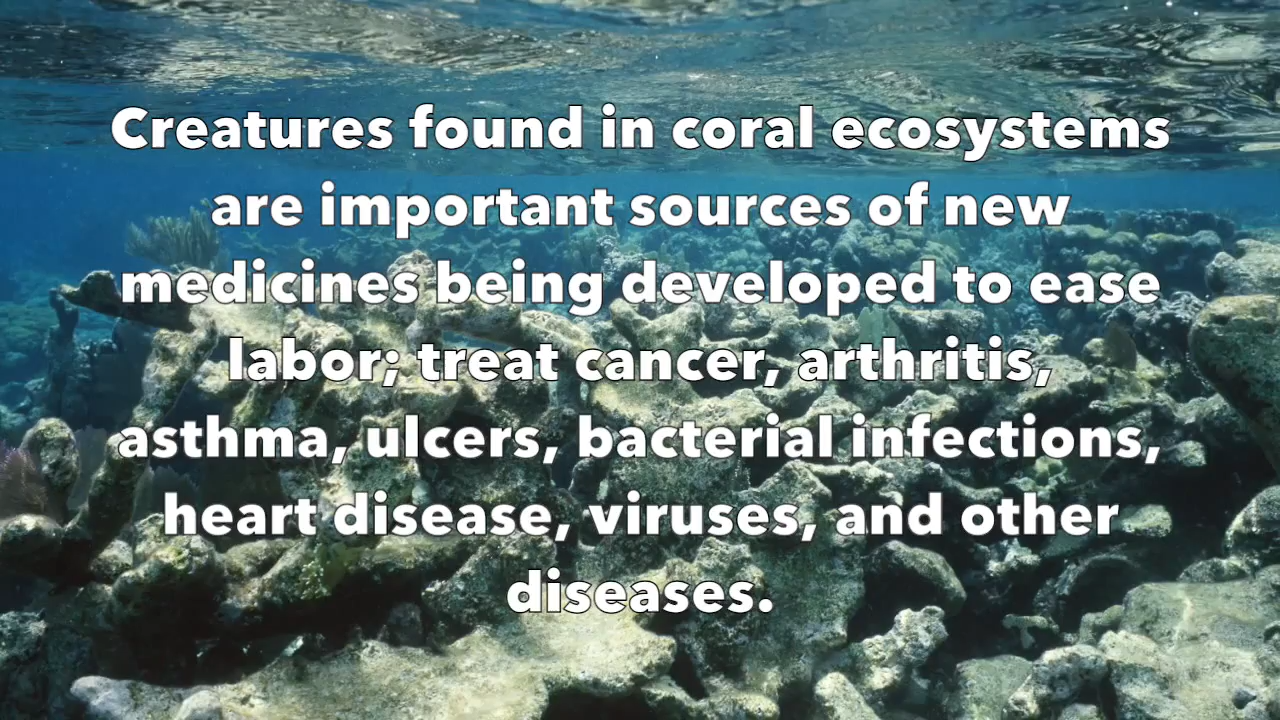 Creatures found in coral ecosystems
are important sources of new
medicines being developed to ease
labor; treat cancer, arthritis,
asthma, ulcers, bacterial infections,
heart disease, viruses, and other
diseases.